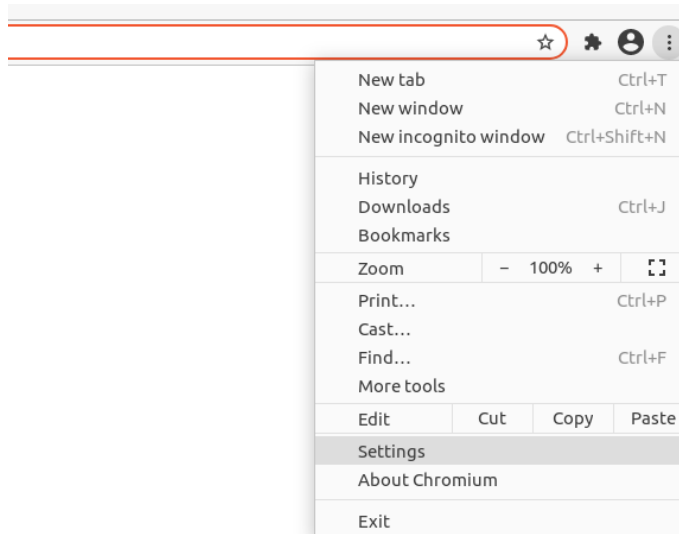 New tab Ctrl+T
New window Ctrl+N
New incognito window Ctrl+Shift+N
History
Downloads Ctrl+J
Bookmarks
Zoom − 100% +
Print... Ctrl+P
Cast...
Find... Ctrl+F
More tools
Edit Cut Copy Paste
Settings
About Chromium
Exit